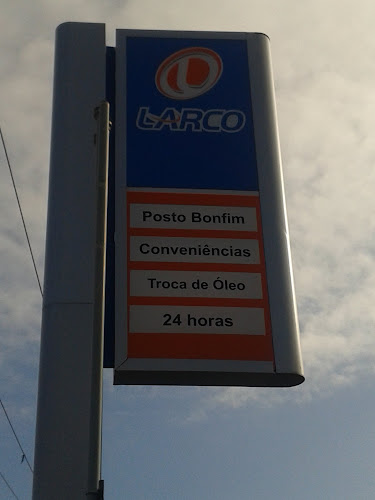 LARCO
Posto Bonfim
Conveniências
Troca de Óleo
24 horas